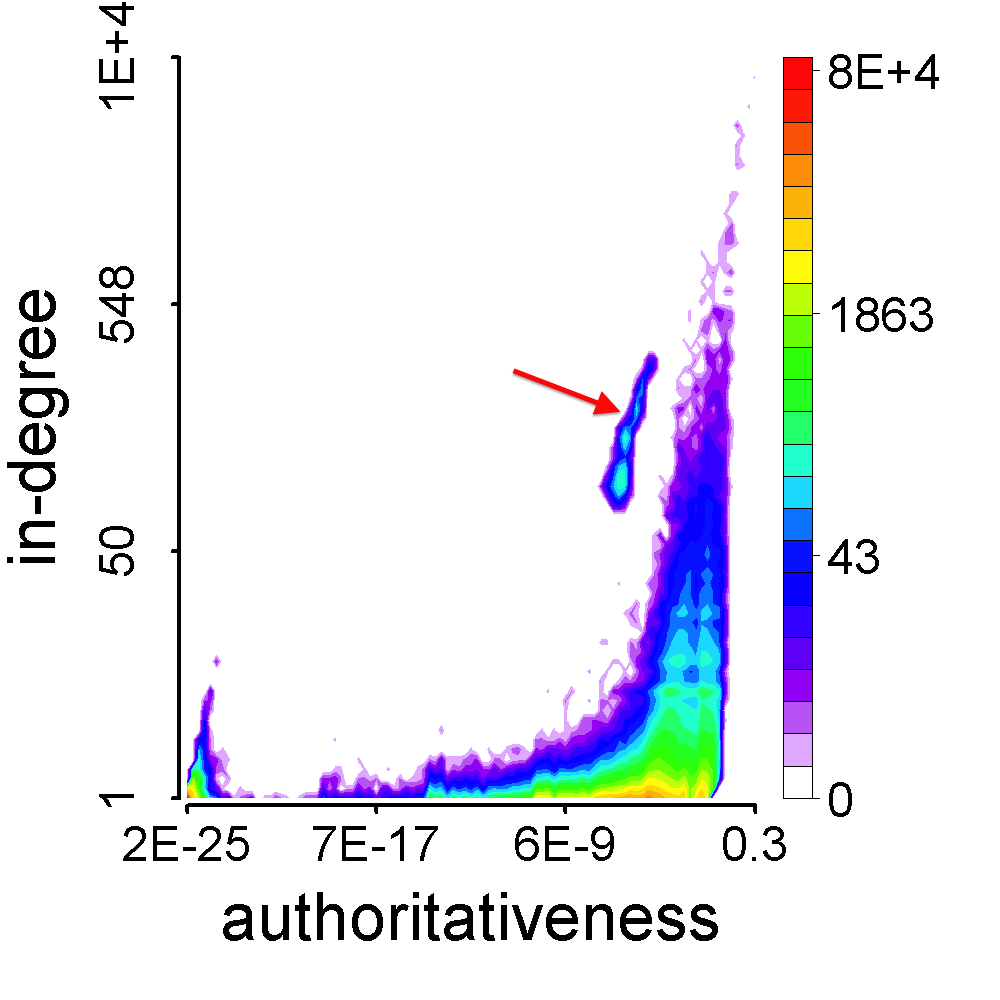 1E+4
548
50
1
in-degree
2E-25
7E-17
6E-9
0.3
authoritativeness
8E+4
1863
43
0